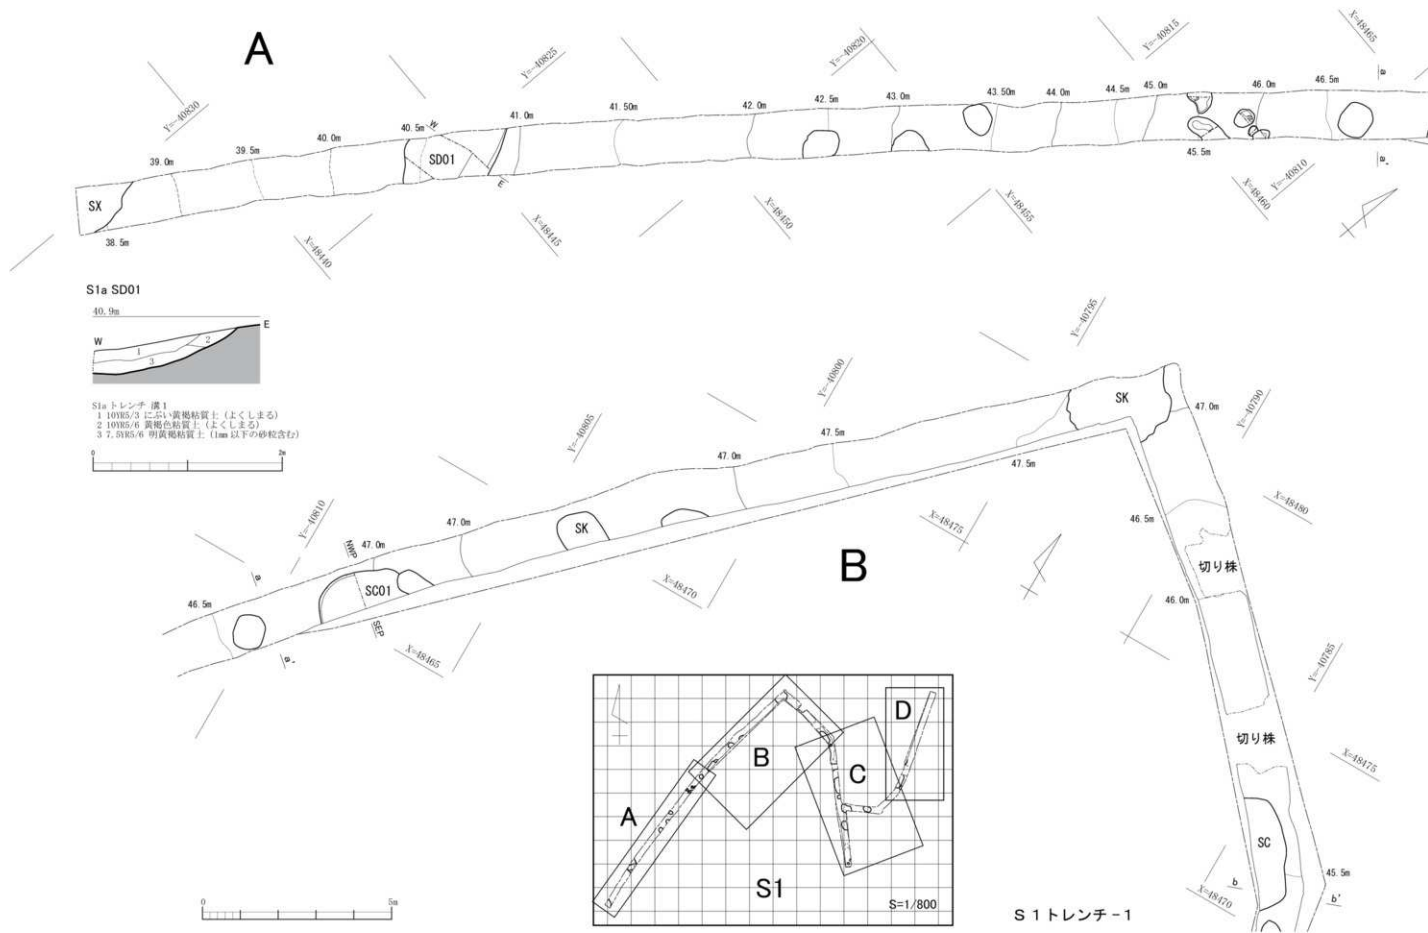 A
Y=-40830
Y=-40825
Y=-40820
Y=-40815
X=48465
a
39.0m
39.5m
40.0m
40.5m
W
41.0m
41.50m
42.0m
42.5m
43.0m
43.50m
44.0m
44.5m
45.0m
46.0m
46.5m
SX
SD01
E
38.5m
45.5m
a'
X=48440
X=48445
X=48450
X=48455
X=48460
Y=-40810
S1a SD01
40.9m
W
E
1
2
3
S1a トレンチ 溝1
1 10YR5/3 にぶい黄褐粘質土 (よくしまる)
2 10YR5/6 黄褐色粘質土 (よくしまる)
3 7.5YR5/6 明黄褐粘質土 (1mm 以下の砂粒含む)
0
2m
B
Y=-40810
Y=-40805
Y=-40800
Y=-40795
Y=-40790
Y=-40785
46.5m
a
NWP
47.0m
47.0m
47.0m
47.5m
47.5m
47.0m
46.5m
46.0m
45.5m
SC01
SK
SK
切り株
切り株
SC
SEP
a'
b
b'
X=48465
X=48470
X=48475
X=48480
X=48475
X=48470
A
B
C
D
S1
S=1/800
0
5m
S1トレンチ-1